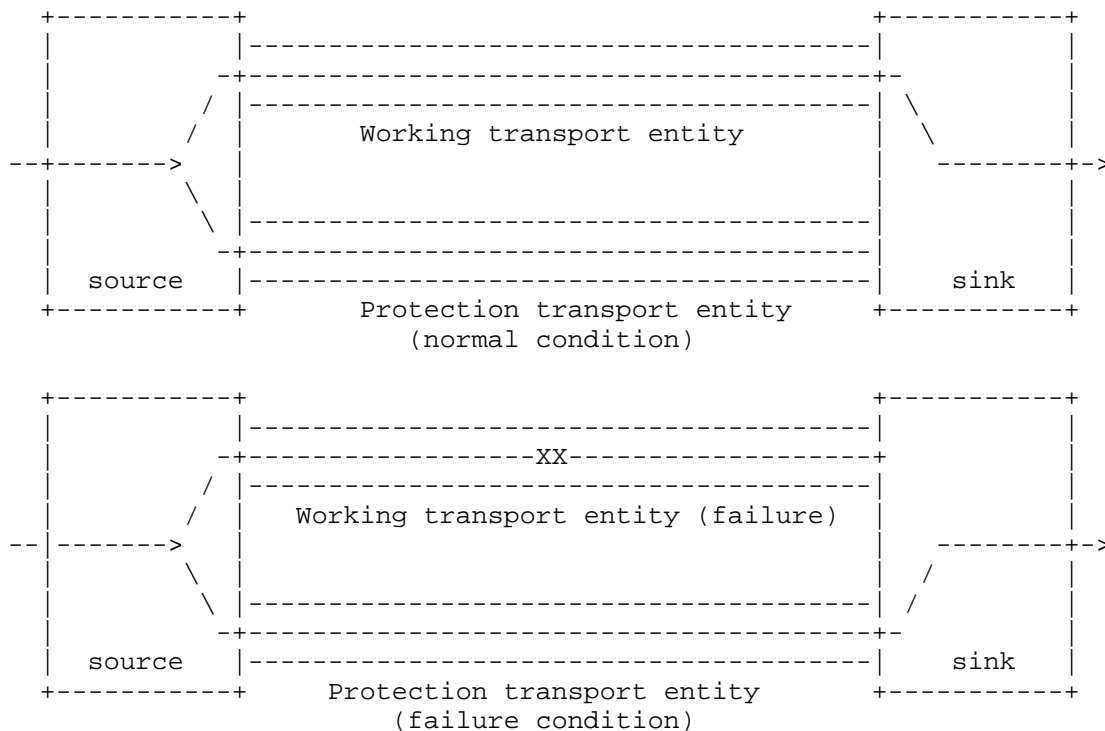 Working transport entity
source
sink
Protection transport entity
(normal condition)
XX
Working transport entity (failure)
source
sink
Protection transport entity
(failure condition)